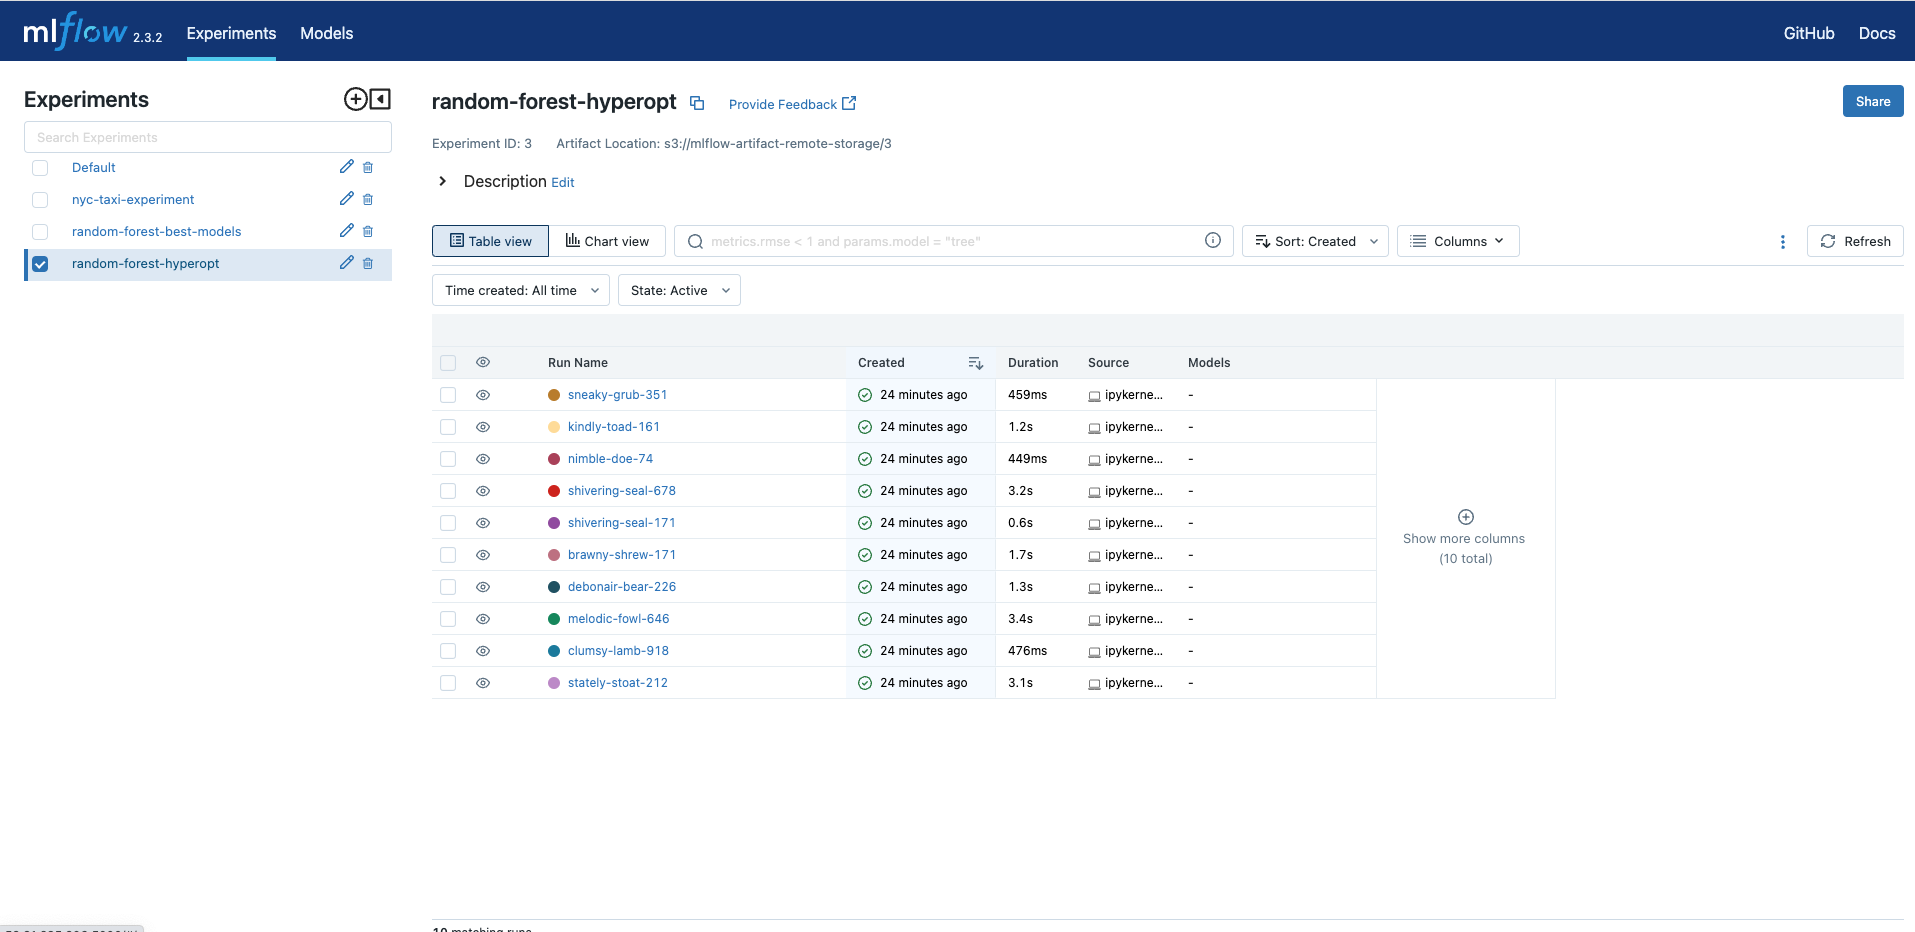 mlflow 2.3.2 Experiments Models GitHub Docs
Experiments
Search Experiments
Default
nyc-taxi-experiment
random-forest-best-models
random-forest-hyperopt
random-forest-hyperopt Provide Feedback Share
Experiment ID: 3 Artifact Location: s3://mlflow-artifact-remote-storage/3
Description Edit
Table view Chart view metrics.rmse < 1 and params.model = "tree" Sort: Created Columns Refresh
Time created: All time State: Active
Run Name Created Duration Source Models
sneaky-grub-351 24 minutes ago 459ms ipykerne... -
kindly-toad-161 24 minutes ago 1.2s ipykerne... -
nimble-doe-74 24 minutes ago 449ms ipykerne... -
shivering-seal-678 24 minutes ago 3.2s ipykerne... -
shivering-seal-171 24 minutes ago 0.6s ipykerne... -
brawny-shrew-171 24 minutes ago 1.7s ipykerne... -
debonair-bear-226 24 minutes ago 1.3s ipykerne... -
melodic-fowl-646 24 minutes ago 3.4s ipykerne... -
clumsy-lamb-918 24 minutes ago 476ms ipykerne... -
stately-stoat-212 24 minutes ago 3.1s ipykerne... -
Show more columns
(10 total)
10 matching runs